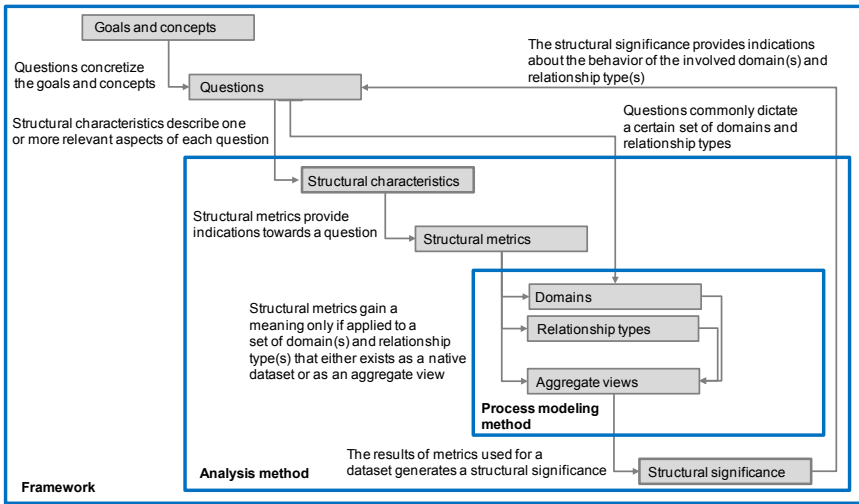 Goals and concepts
The structural significance provides indications
about the behavior of the involved domain(s) and
relationship type(s)
Questions concretize
the goals and concepts
Questions
Structural characteristics describe one
or more relevant aspects of each question
Questions commonly dictate
a certain set of domains and
relationship types
Structural characteristics
Structural metrics provide
indications towards a question
Structural metrics
Domains
Structural metrics gain a
meaning only if applied to a
set of domain(s) and relationship
type(s) that either exists as a native
dataset or as an aggregate view
Relationship types
Aggregate views
Process modeling
method
The results of metrics used for a
dataset generates a structural significance
Structural significance
Analysis method
Framework